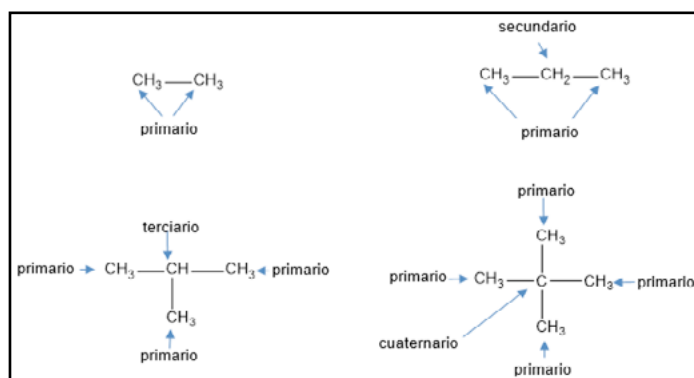 secundario
CH3 CH3
CH3 CH2 CH3
primario
primario
terciario
primario CH3 CH CH3 primario
CH3
primario
primario
CH3
primario CH3 C CH3 primario
CH3
cuaternario
primario